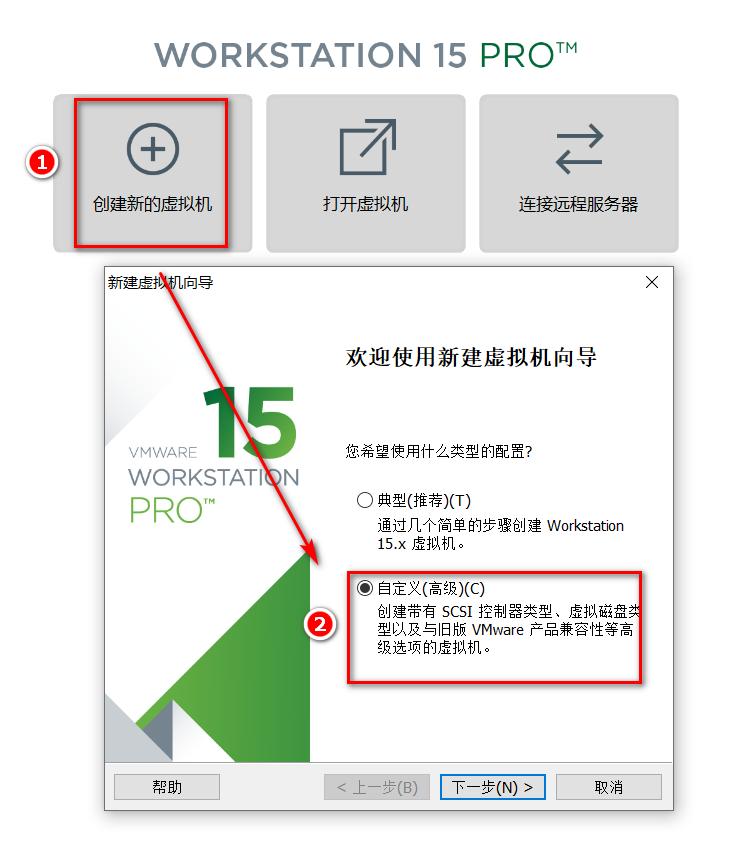 WORKSTATION 15 PRO™
1
创建新的虚拟机
打开虚拟机
连接远程服务器
新建虚拟机向导
欢迎使用新建虚拟机向导
15
VMWARE
WORKSTATION
PRO™
您希望使用什么类型的配置?
典型(推荐)(T)
通过几个简单的步骤创建 Workstation
15.x 虚拟机。
2
自定义(高级)(C)
创建带有 SCSI 控制器类型、虚拟磁盘类
型以及与旧版 VMware 产品兼容性等高
级选项的虚拟机。
帮助
< 上一步(B)
下一步(N) >
取消